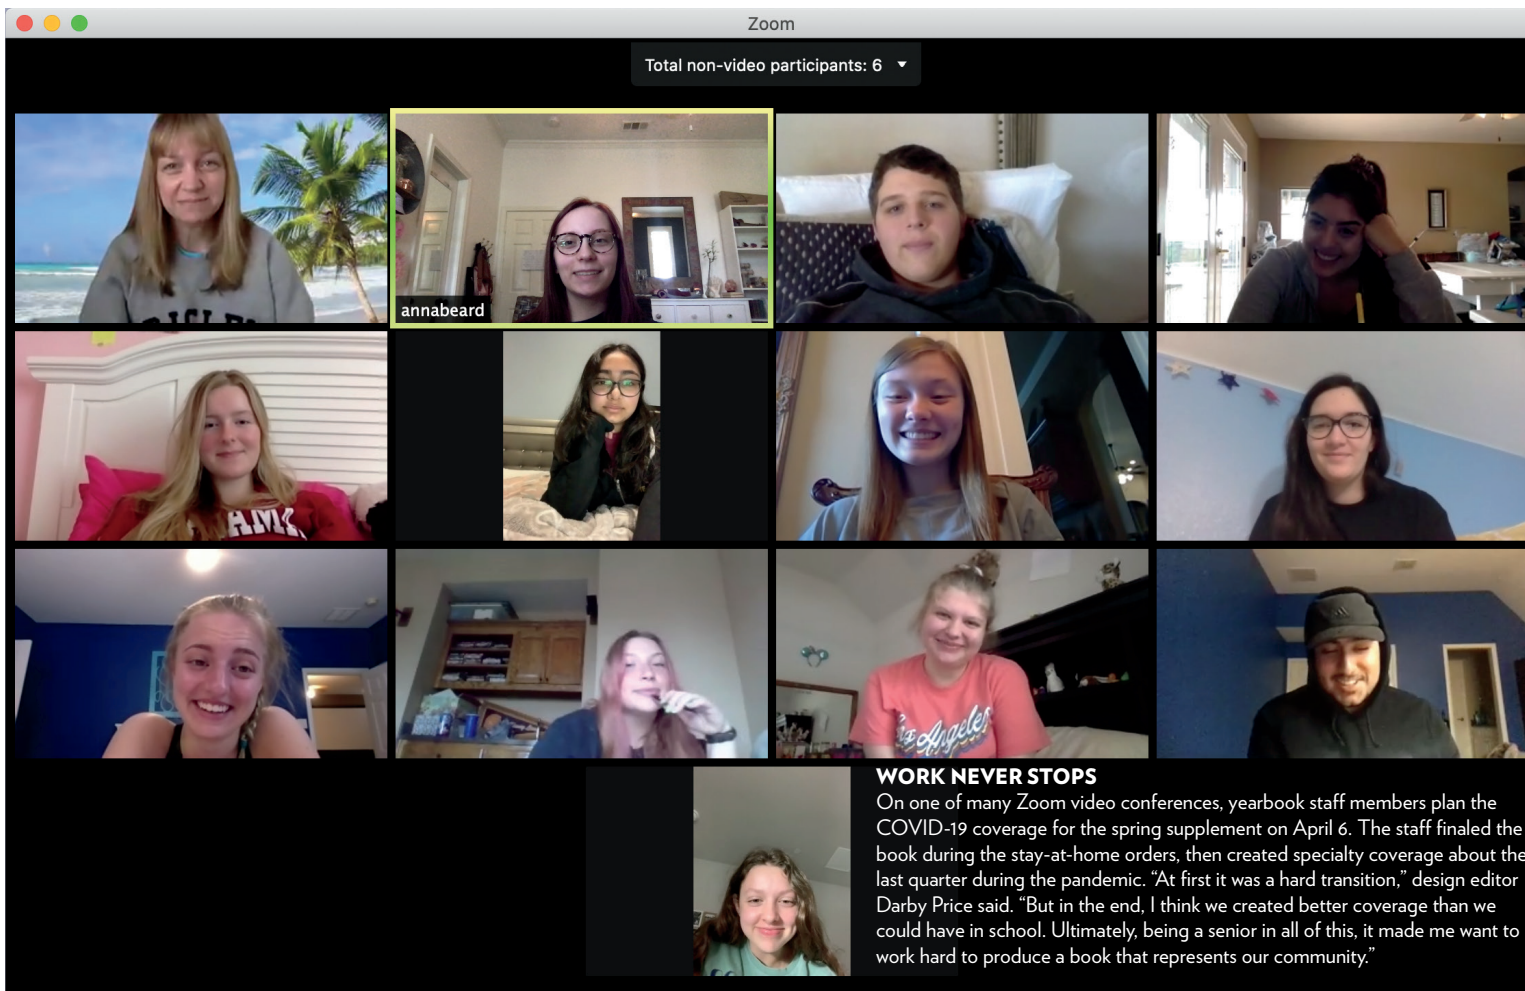 Zoom
Total non-video participants: 6
annabeard
WORK NEVER STOPS
On one of many Zoom video conferences, yearbook staff members plan the
COVID-19 coverage for the spring supplement on April 6. The staff finaled the
book during the stay-at-home orders, then created specialty coverage about the
last quarter during the pandemic. “At first it was a hard transition,” design editor
Darby Price said. “But in the end, I think we created better coverage than we
could have in school. Ultimately, being a senior in all of this, it made me want to
work hard to produce a book that represents our community.”
Los Angeles